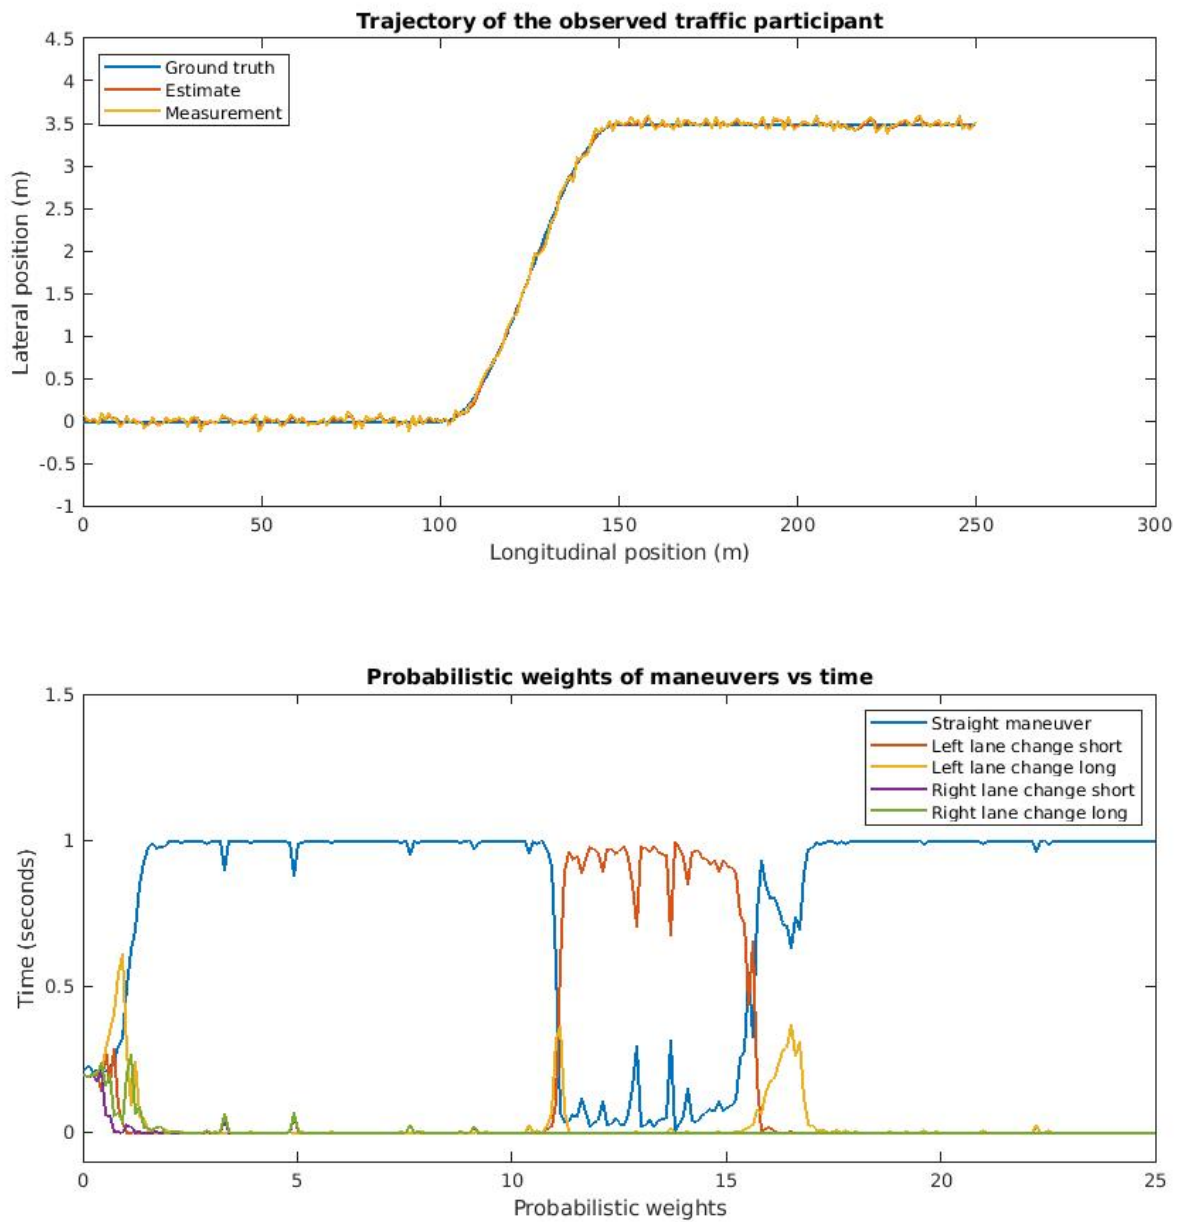 Trajectory of the observed traffic participant
4.5
4
3.5
3
2.5
2
1.5
1
0.5
0
-0.5
-1
Lateral position (m)
Ground truth
Estimate
Measurement
0 50 100 150 200 250 300
Longitudinal position (m)
Probabilistic weights of maneuvers vs time
1.5
1
0.5
0
Time (seconds)
Straight maneuver
Left lane change short
Left lane change long
Right lane change short
Right lane change long
0 5 10 15 20 25
Probabilistic weights